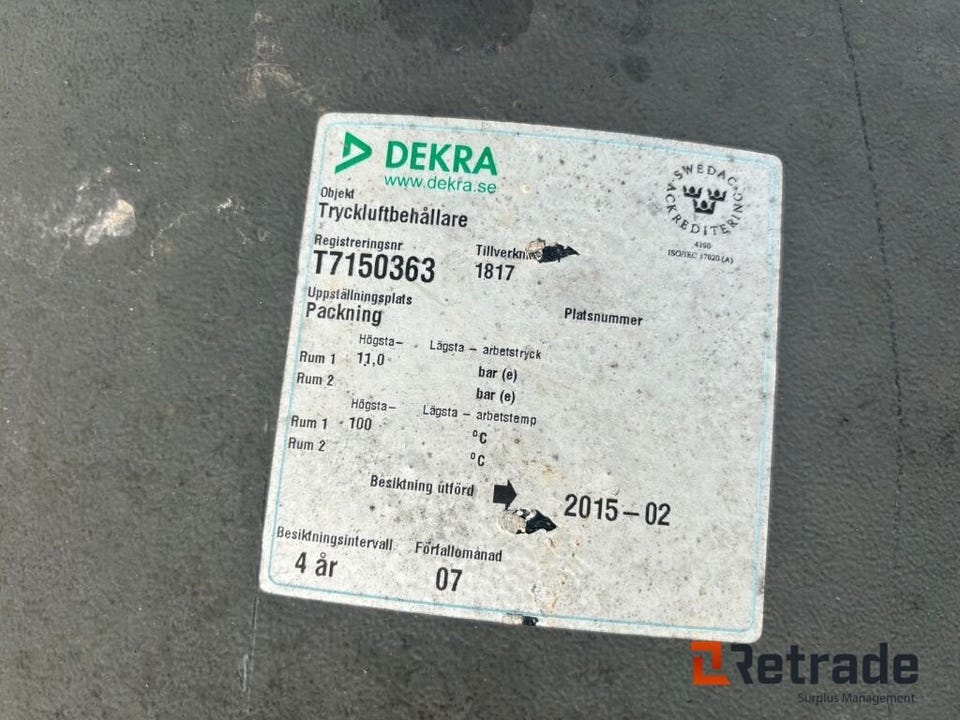 DEKRA
www.dekra.se
SWEDAC
ACKREDITERING
ISO/IEC 17020 (A)
Objekt
Tryckluftbehållare
Registreringsnr
T7150363
1817
Uppställningsplats
Packning
Platsnummer
Högsta- Lägsta - arbetstryck
Rum 1 11,0 bar (e)
Rum 2 bar (e)
Högsta- Lägsta - arbetstemp
Rum 1 100 °C
Rum 2 °C
Besiktning utförd 2015-02
Besiktningsintervall Förfallomånad
4 år 07
Retrade
Surplus Management